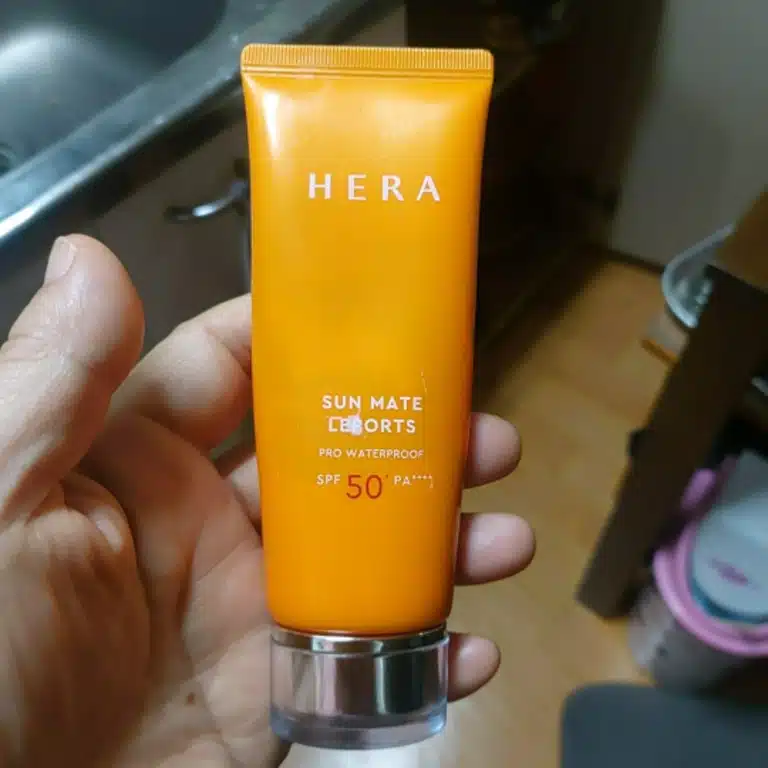 HERA
SUN MATE
LEPORTS
PRO WATERPROOF
SPF 50+ PA++++